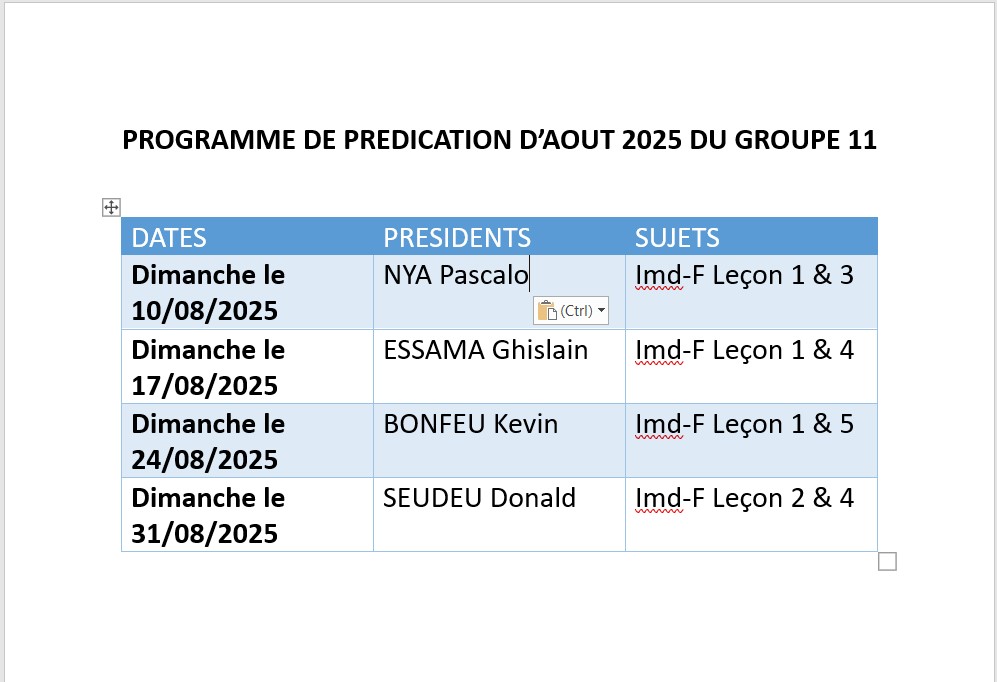 PROGRAMME DE PREDICATION D’AOUT 2025 DU GROUPE 11
DATES PRESIDENTS SUJETS
Dimanche le NYA Pascalo Imd-F Leçon 1 & 3
10/08/2025
(Ctrl)
Dimanche le ESSAMA Ghislain Imd-F Leçon 1 & 4
17/08/2025
Dimanche le BONFEU Kevin Imd-F Leçon 1 & 5
24/08/2025
Dimanche le SEUDEU Donald Imd-F Leçon 2 & 4
31/08/2025